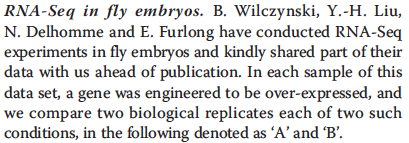 RNA-Seq in fly embryos. B. Wilczynski, Y.-H. Liu,
N. Delhomme and E. Furlong have conducted RNA-Seq
experiments in fly embryos and kindly shared part of their
data with us ahead of publication. In each sample of this
data set, a gene was engineered to be over-expressed, and
we compare two biological replicates each of two such
conditions, in the following denoted as ‘A’ and ‘B’.